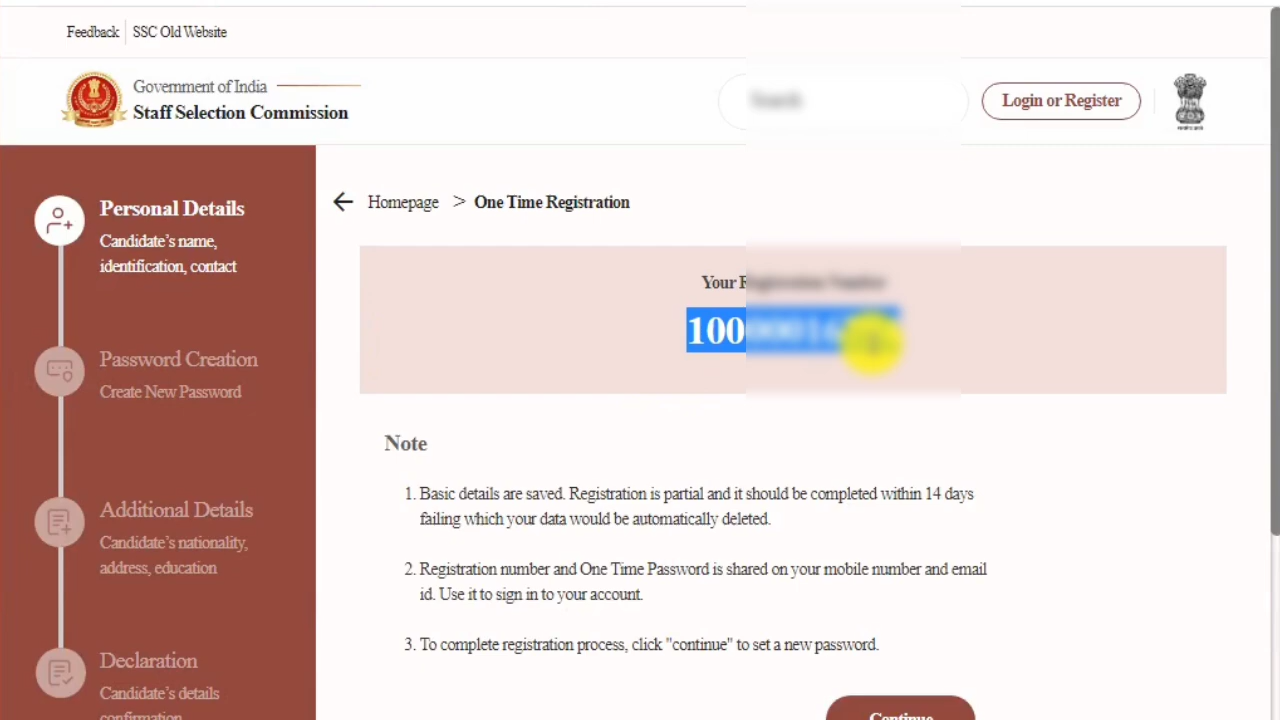 Feedback
SSC Old Website
Government of India
Staff Selection Commission
Login or Register
Personal Details
Candidate's name,
identification, contact
Password Creation
Create New Password
Additional Details
Candidate's nationality,
address, education
Declaration
Candidate's details
confirmation
Homepage > One Time Registration
Your
Note
1. Basic details are saved. Registration is partial and it should be completed within 14 days
failing which your data would be automatically deleted.
2. Registration number and One Time Password is shared on your mobile number and email
id. Use it to sign in to your account.
3. To complete registration process, click "continue" to set a new password.
Continue